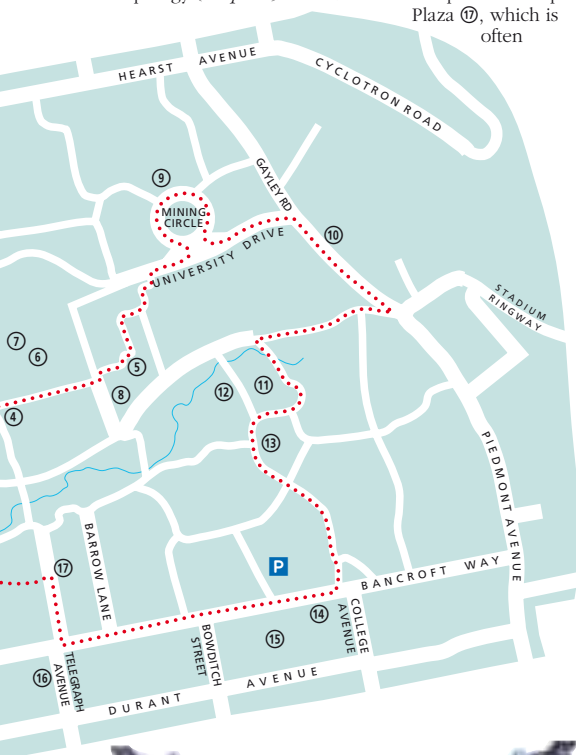 Plaza ⑰, which is
often
HEARST AVENUE
CYCLOTRON ROAD
⑨
GAYLEY RD
MINING
CIRCLE
⑩
UNIVERSITY DRIVE
STADIUM
RINGWAY
⑦
⑥
⑤
⑧
⑫
⑪
④
⑬
PIEDMONT AVENUE
BARROW LANE
⑰
P
BANCROFT WAY
⑭
COLLEGE
AVENUE
BOWDITCH
STREET
⑮
TELEGRAPH
AVENUE
⑯
DURANT AVENUE